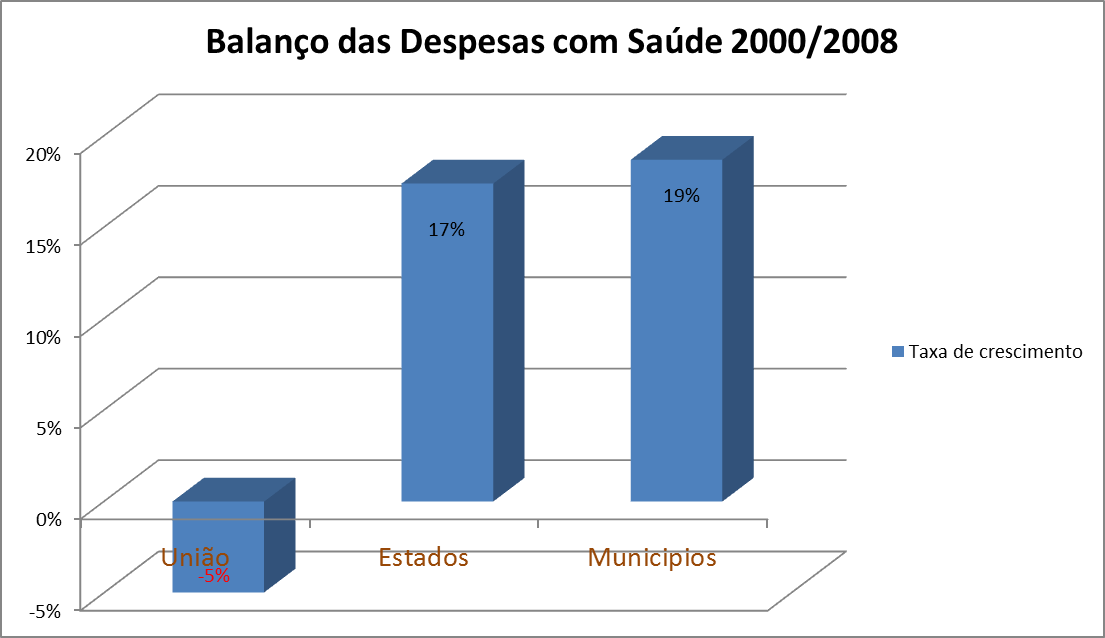 Balanço das Despesas com Saúde 2000/2008
20%
15%
10%
5%
0%
-5%
17%
19%
-5%
União
Estados
Municipios
Taxa de crescimento